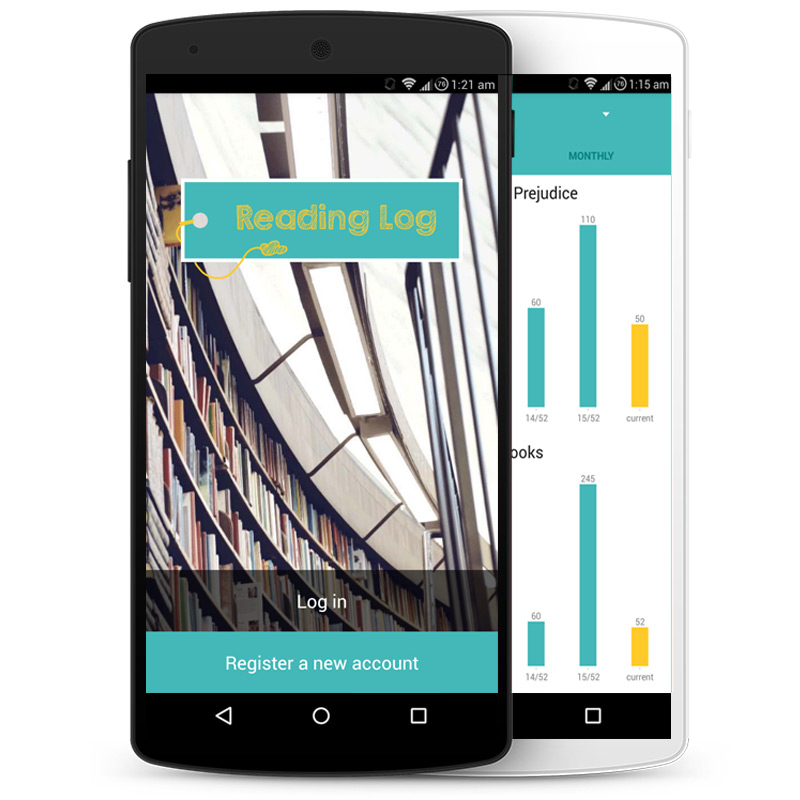 1:21 am
Reading Log
Log in
Register a new account
76 1:15 am
MONTHLY
Prejudice
110
60
50
14/52 15/52 current
ooks
245
60
52
14/52 15/52 current